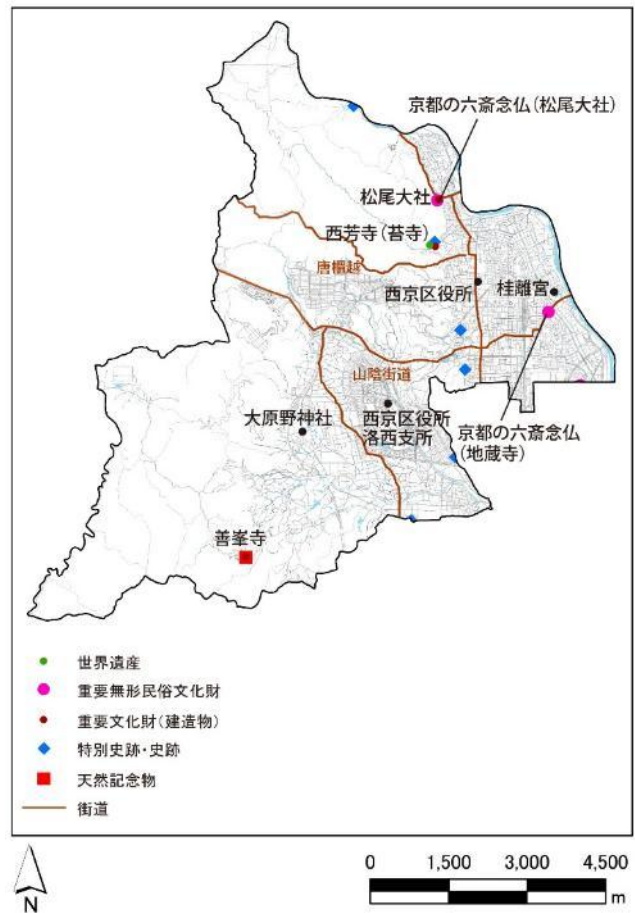 京都の六斎念仏(松尾大社)
松尾大社
西芳寺(苔寺)
唐櫃越
西京区役所
桂離宮
山陰街道
大原野神社
西京区役所
洛西支所
京都の六斎念仏
(地蔵寺)
善峯寺
世界遺産
重要無形民俗文化財
重要文化財(建造物)
特別史跡・史跡
天然記念物
街道
N
0 1,500 3,000 4,500
m